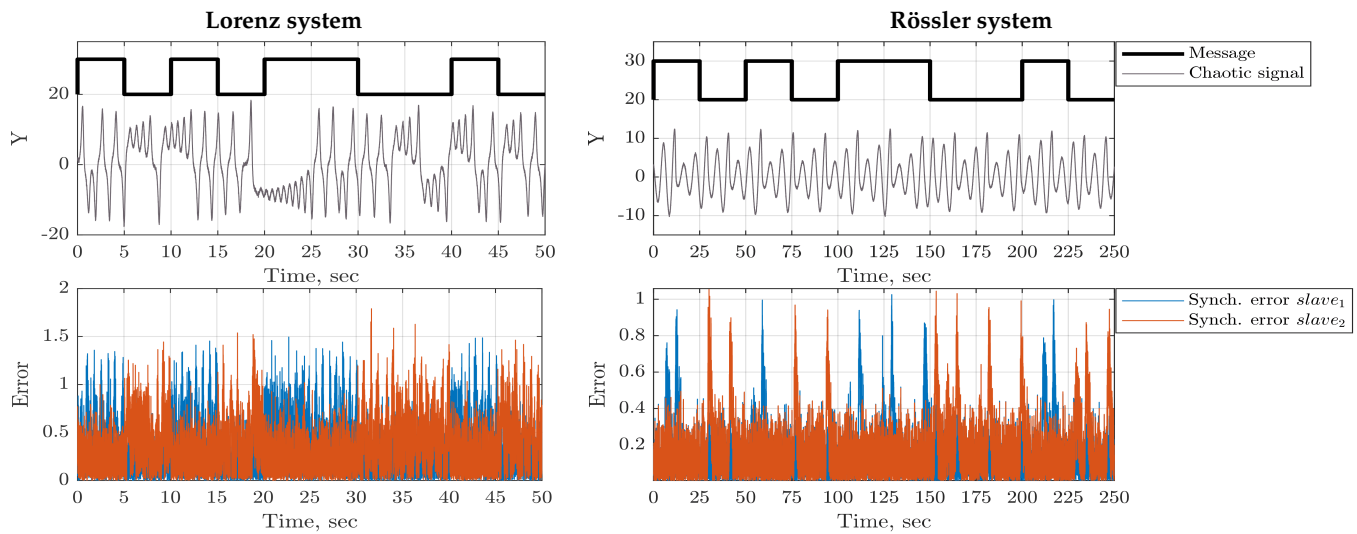 Lorenz system
Rössler system
Y
20
0
-20
0 5 10 15 20 25 30 35 40 45 50
Time, sec
Y
30
20
10
0
-10
0 25 50 75 100 125 150 175 200 225 250
Time, sec
Message
Chaotic signal
Error
2
1.5
1
0.5
0
0 5 10 15 20 25 30 35 40 45 50
Time, sec
Error
1
0.8
0.6
0.4
0.2
0 25 50 75 100 125 150 175 200 225 250
Time, sec
Synch. error slave1
Synch. error slave2